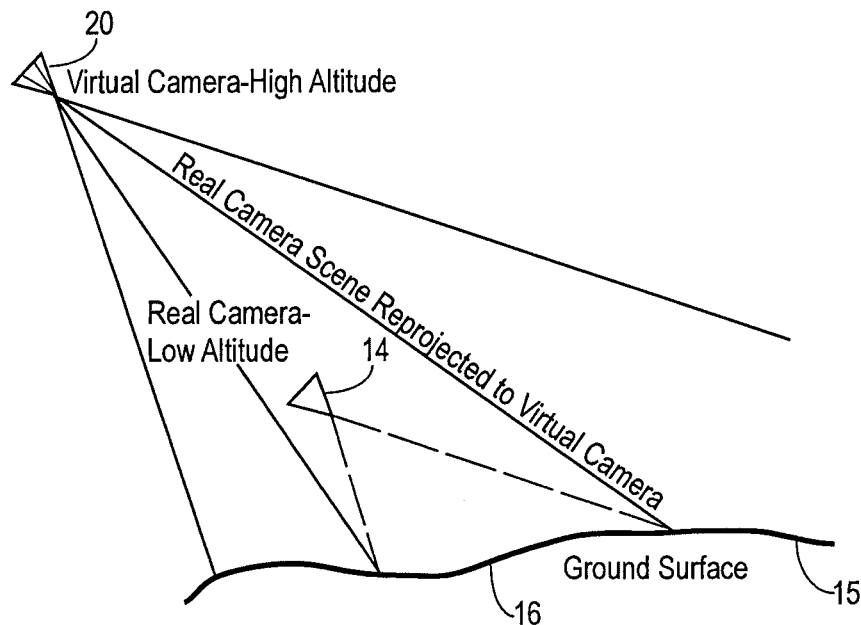 20
Virtual Camera-High Altitude
Real Camera Scene Reprojected to Virtual Camera
Real Camera-
Low Altitude
14
Ground Surface
15
16